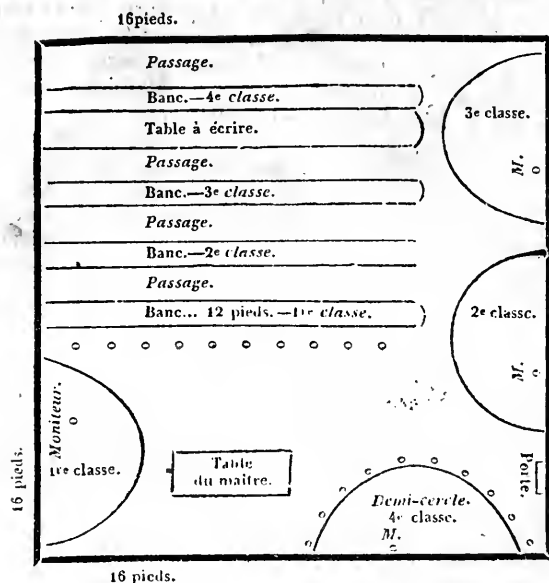 16pieds.
Passage.
Banc.—4e classe.
Table à écrire.
Passage.
Banc.—3e classe.
Passage.
Banc.—2e classe.
Passage.
Banc... 12 pieds.—1re classe.
3e classe.
M.
2e classe.
M.
Moniteur.
1re classe.
16 pieds.
Table
du maître.
Demi-cercle.
4e classe.
M.
Porte.
16 pieds.